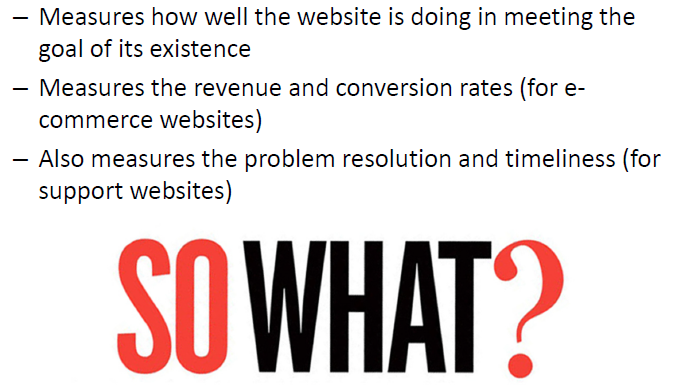 – Measures how well the website is doing in meeting the
goal of its existence
– Measures the revenue and conversion rates (for e-
commerce websites)
– Also measures the problem resolution and timeliness (for
support websites)
SO WHAT?